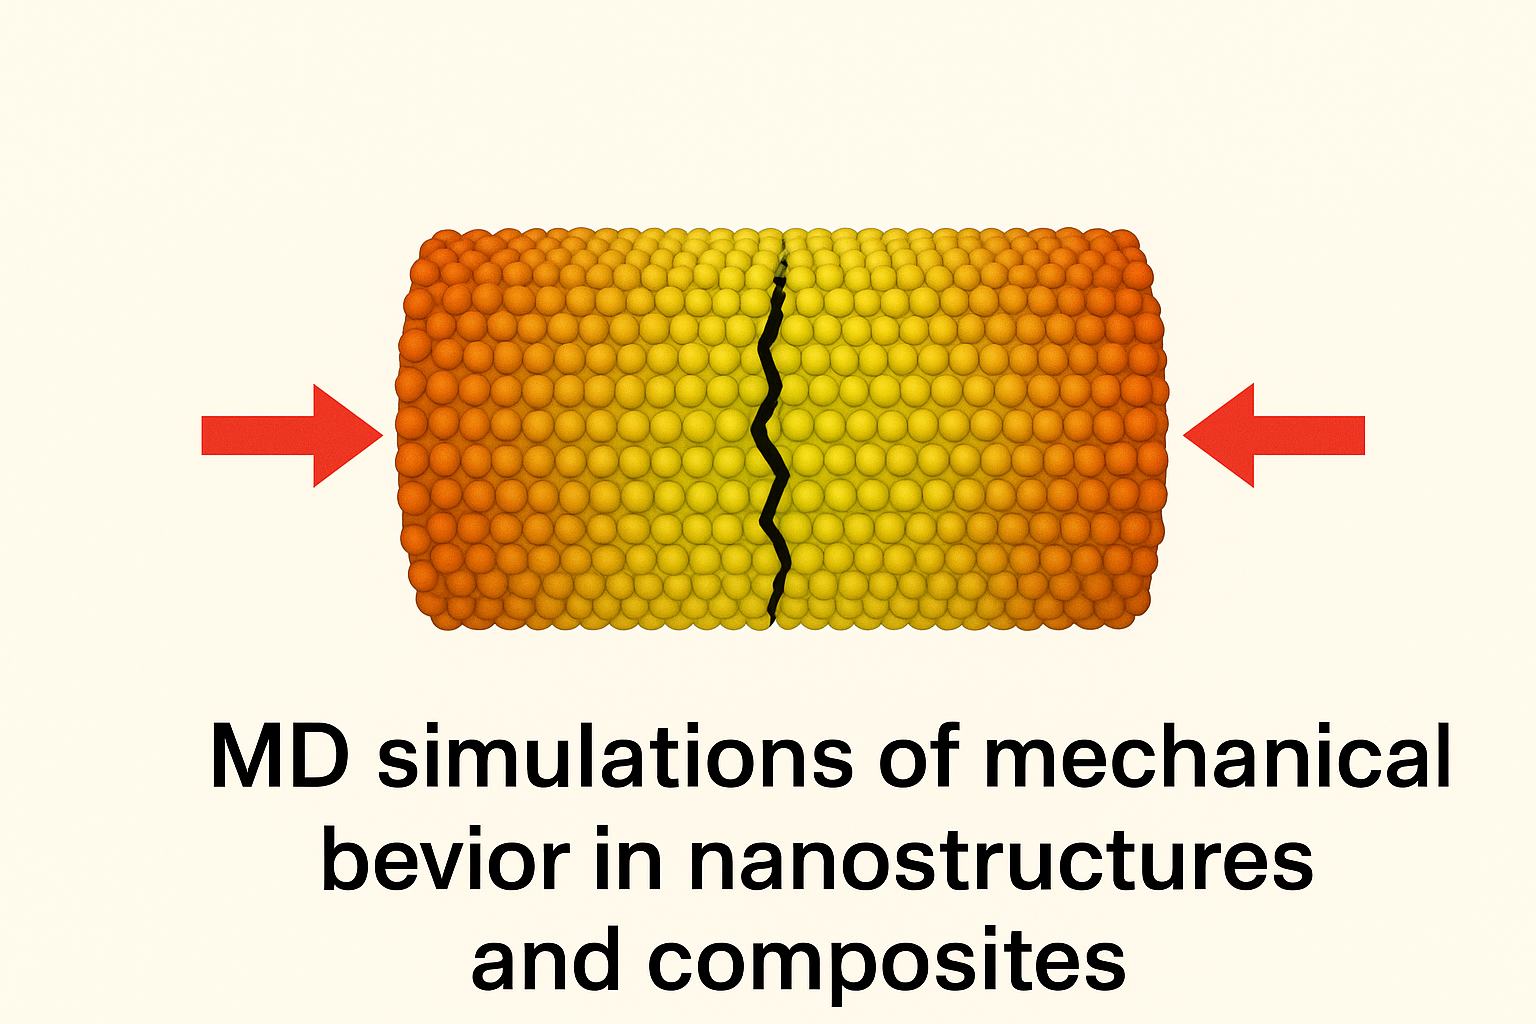 MD simulations of mechanical
bevior in nanostructures
and composites